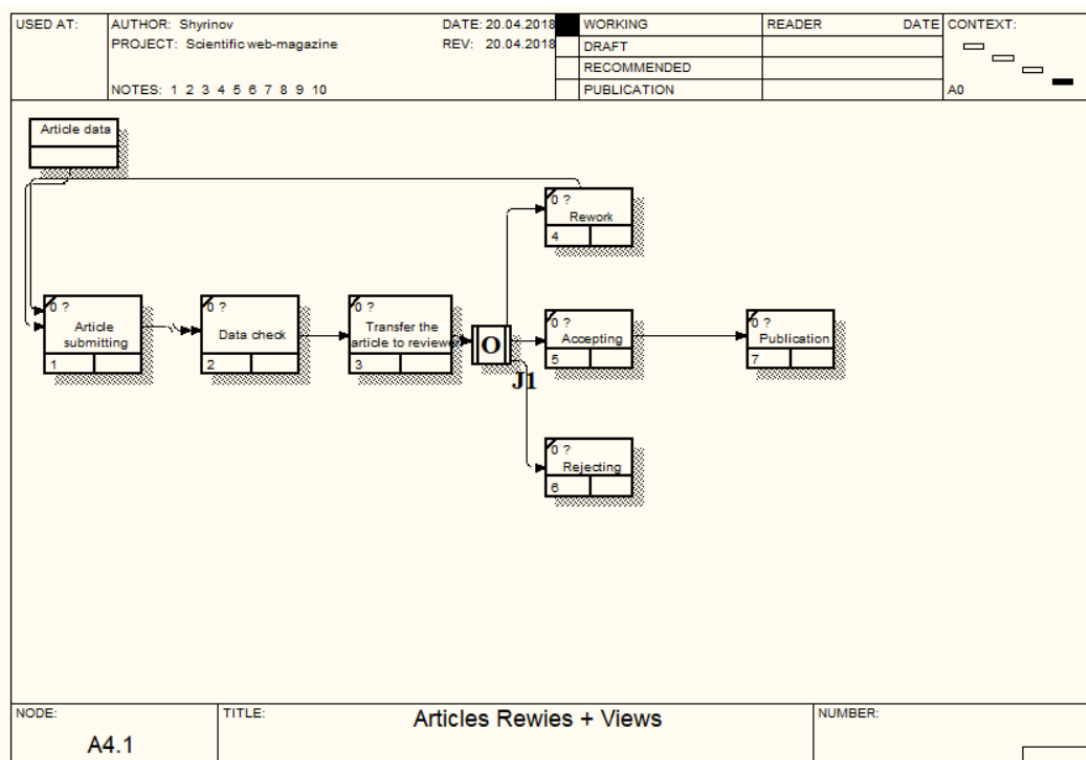 USED AT:
AUTHOR: Shyrinov
DATE: 20.04.2018
PROJECT: Scientific web-magazine
REV: 20.04.2018
NOTES: 1 2 3 4 5 6 7 8 9 10
WORKING
DRAFT
RECOMMENDED
PUBLICATION
READER
DATE
CONTEXT:
A0
Article data
0 ?
Rework
4
0 ?
Article
submitting
1
0 ?
Data check
2
0 ?
Transfer the
article to reviewer
3
O
J1
0 ?
Accepting
5
0 ?
Publication
7
0 ?
Rejecting
6
NODE:
A4.1
TITLE:
Articles Rewies + Views
NUMBER: